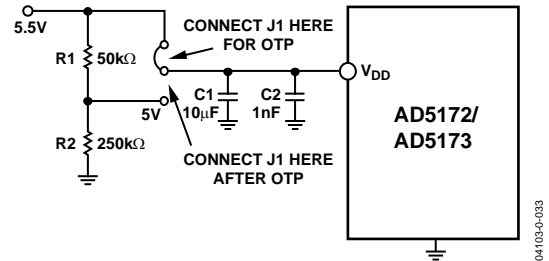 5.5V
CONNECT J1 HERE
FOR OTP
R1
50kΩ
VDD
C1
10μF
C2
1nF
5V
AD5172/
AD5173
R2
250kΩ
CONNECT J1 HERE
AFTER OTP
04103-0-033